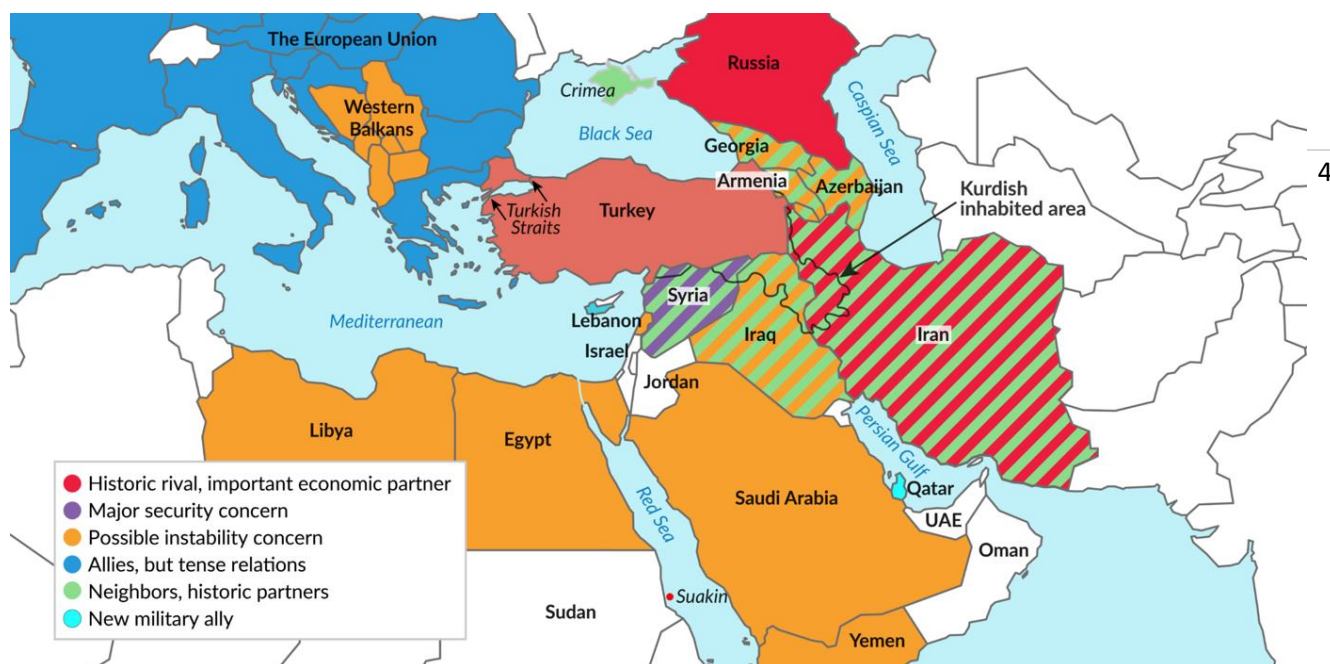 The European Union
Russia
Western
Balkans
Crimea
Black Sea
Caspian Sea
Georgia
Armenia
Azerbaijan
4
Kurdish
inhabited area
Turkish
Straits
Turkey
Syria
Mediterranean
Lebanon
Israel
Iraq
Iran
Jordan
Libya
Egypt
Persian Gulf
Qatar
Saudi Arabia
UAE
Oman
Red Sea
Suakin
Sudan
Yemen
Historic rival, important economic partner
Major security concern
Possible instability concern
Allies, but tense relations
Neighbors, historic partners
New military ally